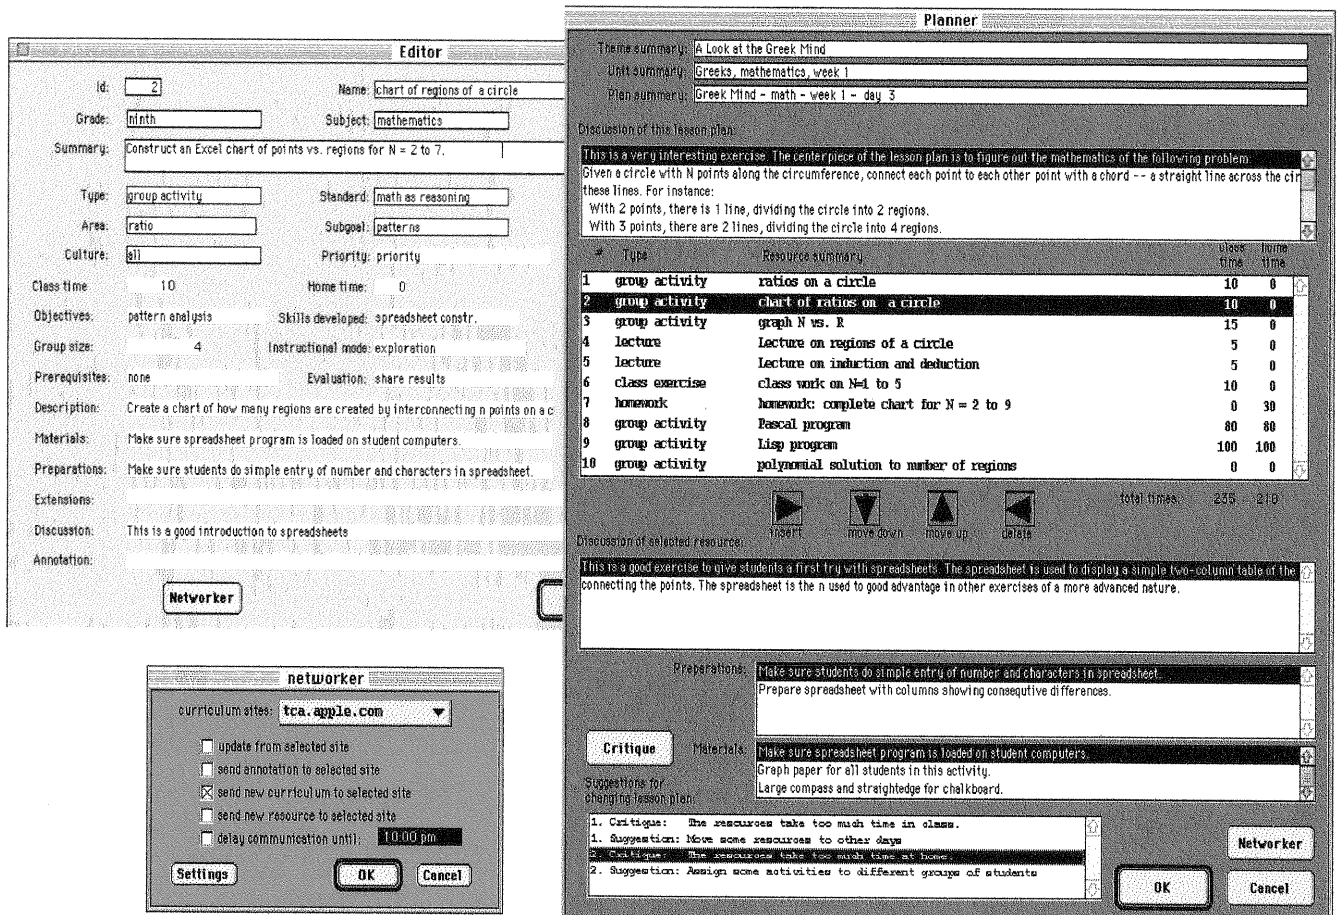 Editor
Id: 2 Name: chart of regions of a circle
Grade: ninth Subject: mathematics
Summary: Construct an Excel chart of points vs. regions for N = 2 to 7.
Type: group activity Standard: math as reasoning
Area: ratio Subgoal: patterns
Culture: all Priority: priority
Class time 10 Home time: 0
Objectives: pattern analysis Skills developed: spreadsheet constr.
Group size: 4 Instructional mode: exploration
Prerequisites: none Evaluation: share results
Description: Create a chart of how many regions are created by interconnecting n points on a c
Materials: Make sure spreadsheet program is loaded on student computers.
Preparations: Make sure students do simple entry of number and characters in spreadsheet.
Extensions:
Discussion: This is a good introduction to spreadsheets
Annotation:
Networker
networker
curriculum sites: tca.apple.com
update from selected site
send annotation to selected site
send new curriculum to selected site
send new resource to selected site
delay communication until: 10:00 pm
Settings OK Cancel
Planner
Theme summary: A Look at the Greek Mind
Unit summary: Greeks, mathematics, week 1
Plan summary: Greek Mind - math - week 1 - day 3
Discussion of this lesson plan:
This is a very interesting exercise. The centerpiece of the lesson plan is to figure out the mathematics of the following problem
Given a circle with N points along the circumference, connect each point to each other point with a chord -- a straight line across the cir
these lines. For instance:
With 2 points, there is 1 line, dividing the circle into 2 regions.
With 3 points, there are 2 lines, dividing the circle into 4 regions.
# Type Resource summary class time home time
1 group activity ratios on a circle 10 0
2 group activity chart of ratios on a circle 10 0
3 group activity graph N vs. R 15 0
4 lecture Lecture on regions of a circle 5 0
5 lecture Lecture on induction and deduction 5 0
6 class exercise class work on N=1 to 5 10 0
7 homework homework: complete chart for N = 2 to 9 0 30
8 group activity Pascal program 80 80
9 group activity Lisp program 100 100
10 group activity polynomial solution to number of regions 0 0
insert move down move up delete total times 235 210
Discussion of selected resource:
This is a good exercise to give students a first try with spreadsheets. The spreadsheet is used to display a simple two-column table of the
connecting the points. The spreadsheet is the n used to good advantage in other exercises of a more advanced nature.
Preparations: Make sure students do simple entry of number and characters in spreadsheet.
Prepare spreadsheet with columns showing consequtive differences.
Critique
Materials: Make sure spreadsheet program is loaded on student computers.
Graph paper for all students in this activity.
Large compass and straightedge for chalkboard.
Suggestions for
changing lesson plan:
1. Critique: The resources take too much time in class.
1. Suggestion: Move some resources to other days
2. Critique: The resources take too much time at home.
2. Suggestion: Assign some activities to different groups of students
Networker
OK Cancel